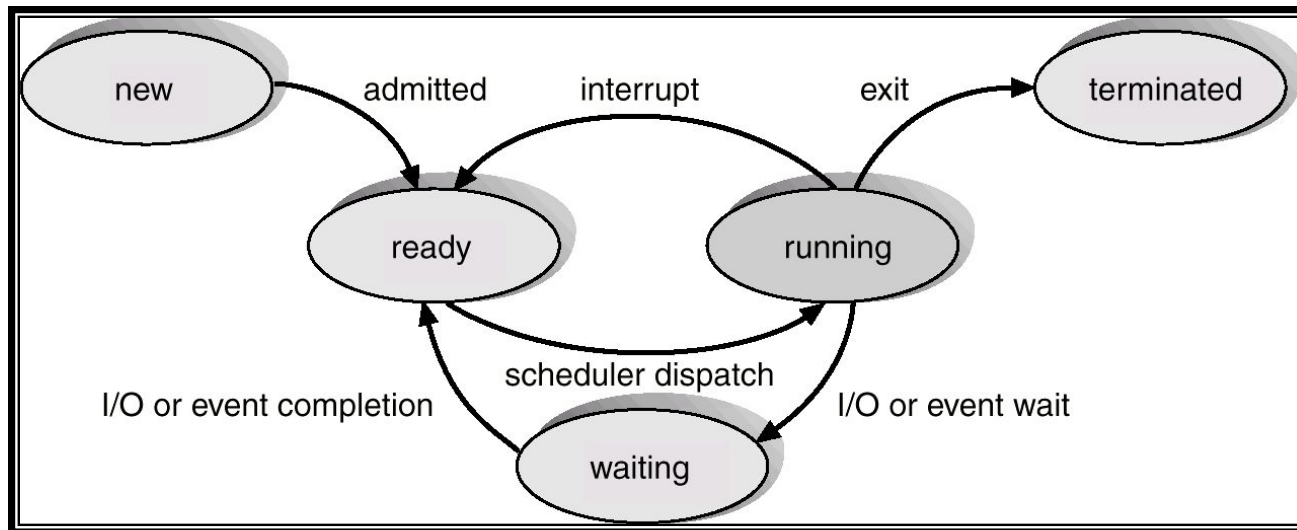 new
admitted
interrupt
exit
terminated
ready
running
scheduler dispatch
I/O or event completion
I/O or event wait
waiting